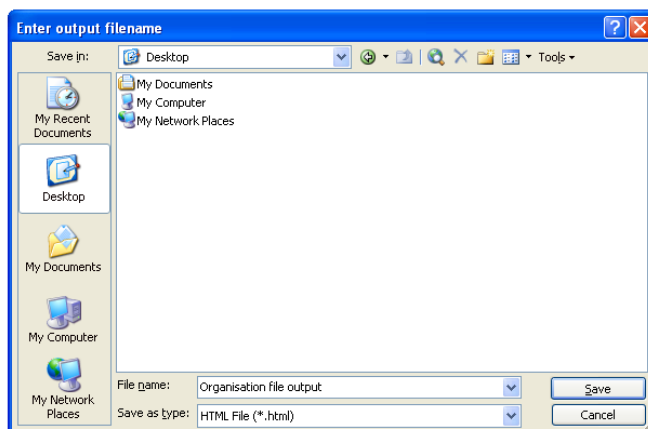 Enter output filename
Save in:
Desktop
Tools
My Documents
My Computer
My Network Places
My Recent
Documents
Desktop
My Documents
My Computer
My Network
Places
File name:
Organisation file output
Save
Save as type:
HTML File (*.html)
Cancel